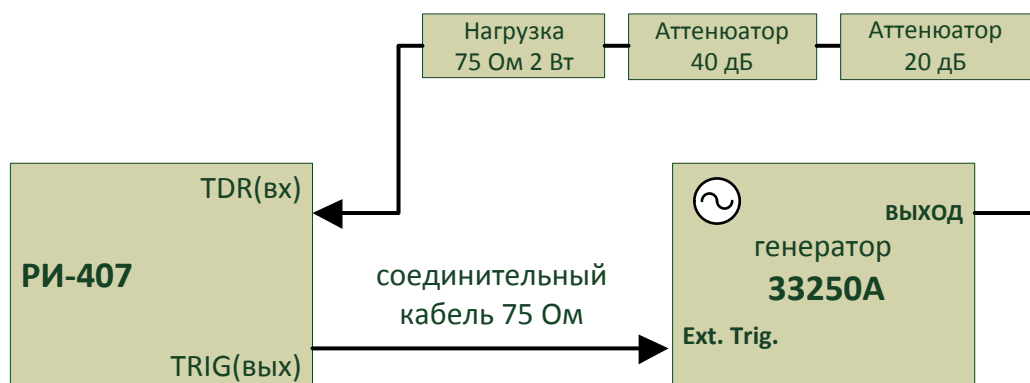 Нагрузка
75 Ом 2 Вт
Аттенюатор
40 дБ
Аттенюатор
20 дБ
TDR(вх)
РИ-407
TRIG(вых)
соединительный
кабель 75 Ом
ВЫХОД
генератор
33250А
Ext. Trig.